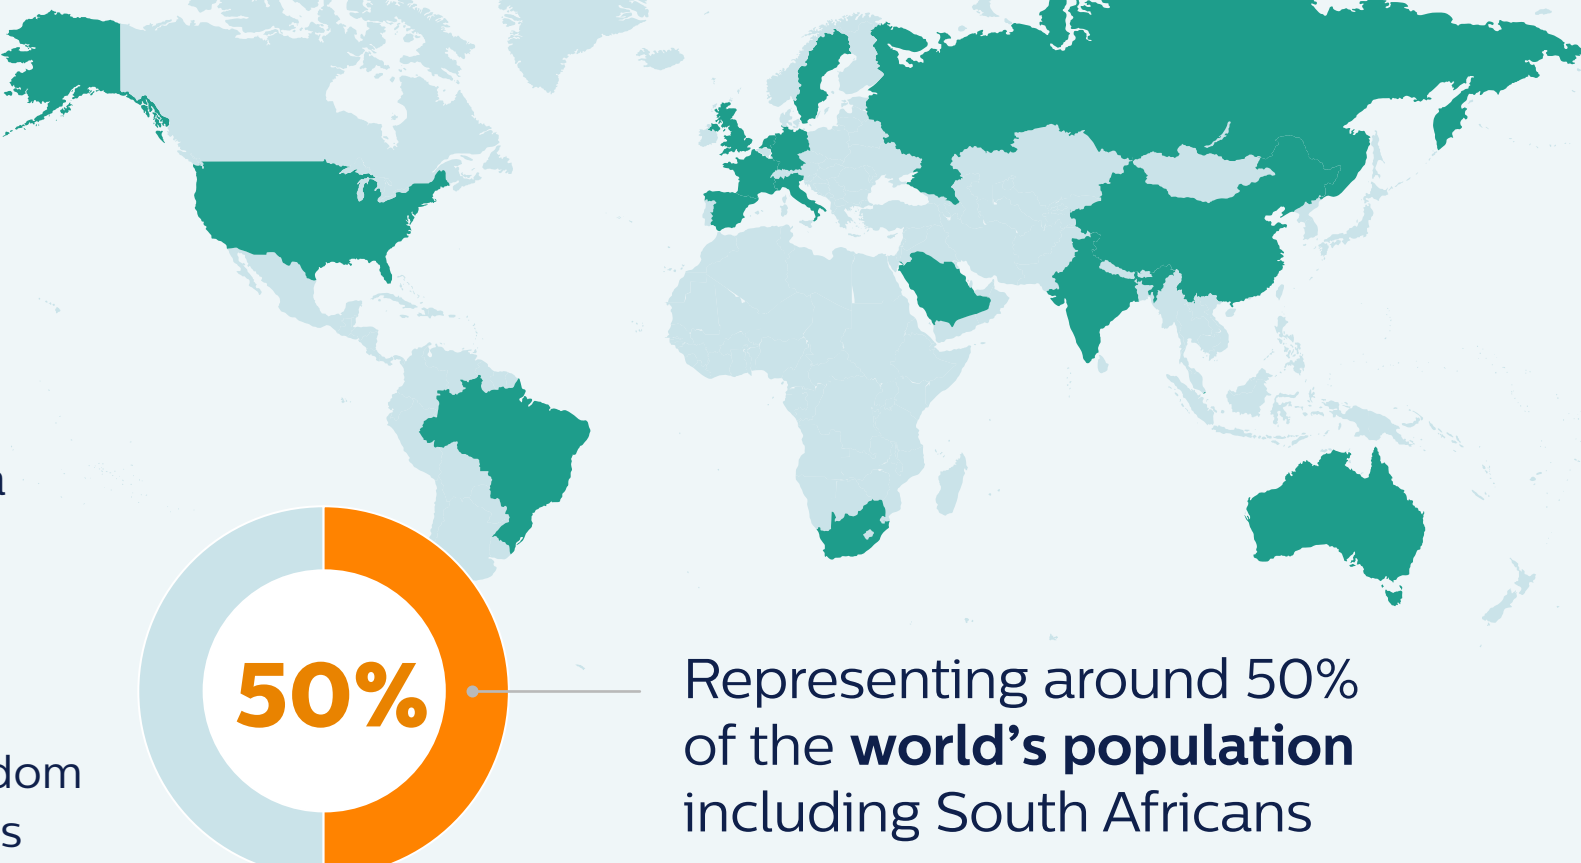 dom
s
50%
Representing around 50%
of the world’s population
including South Africans